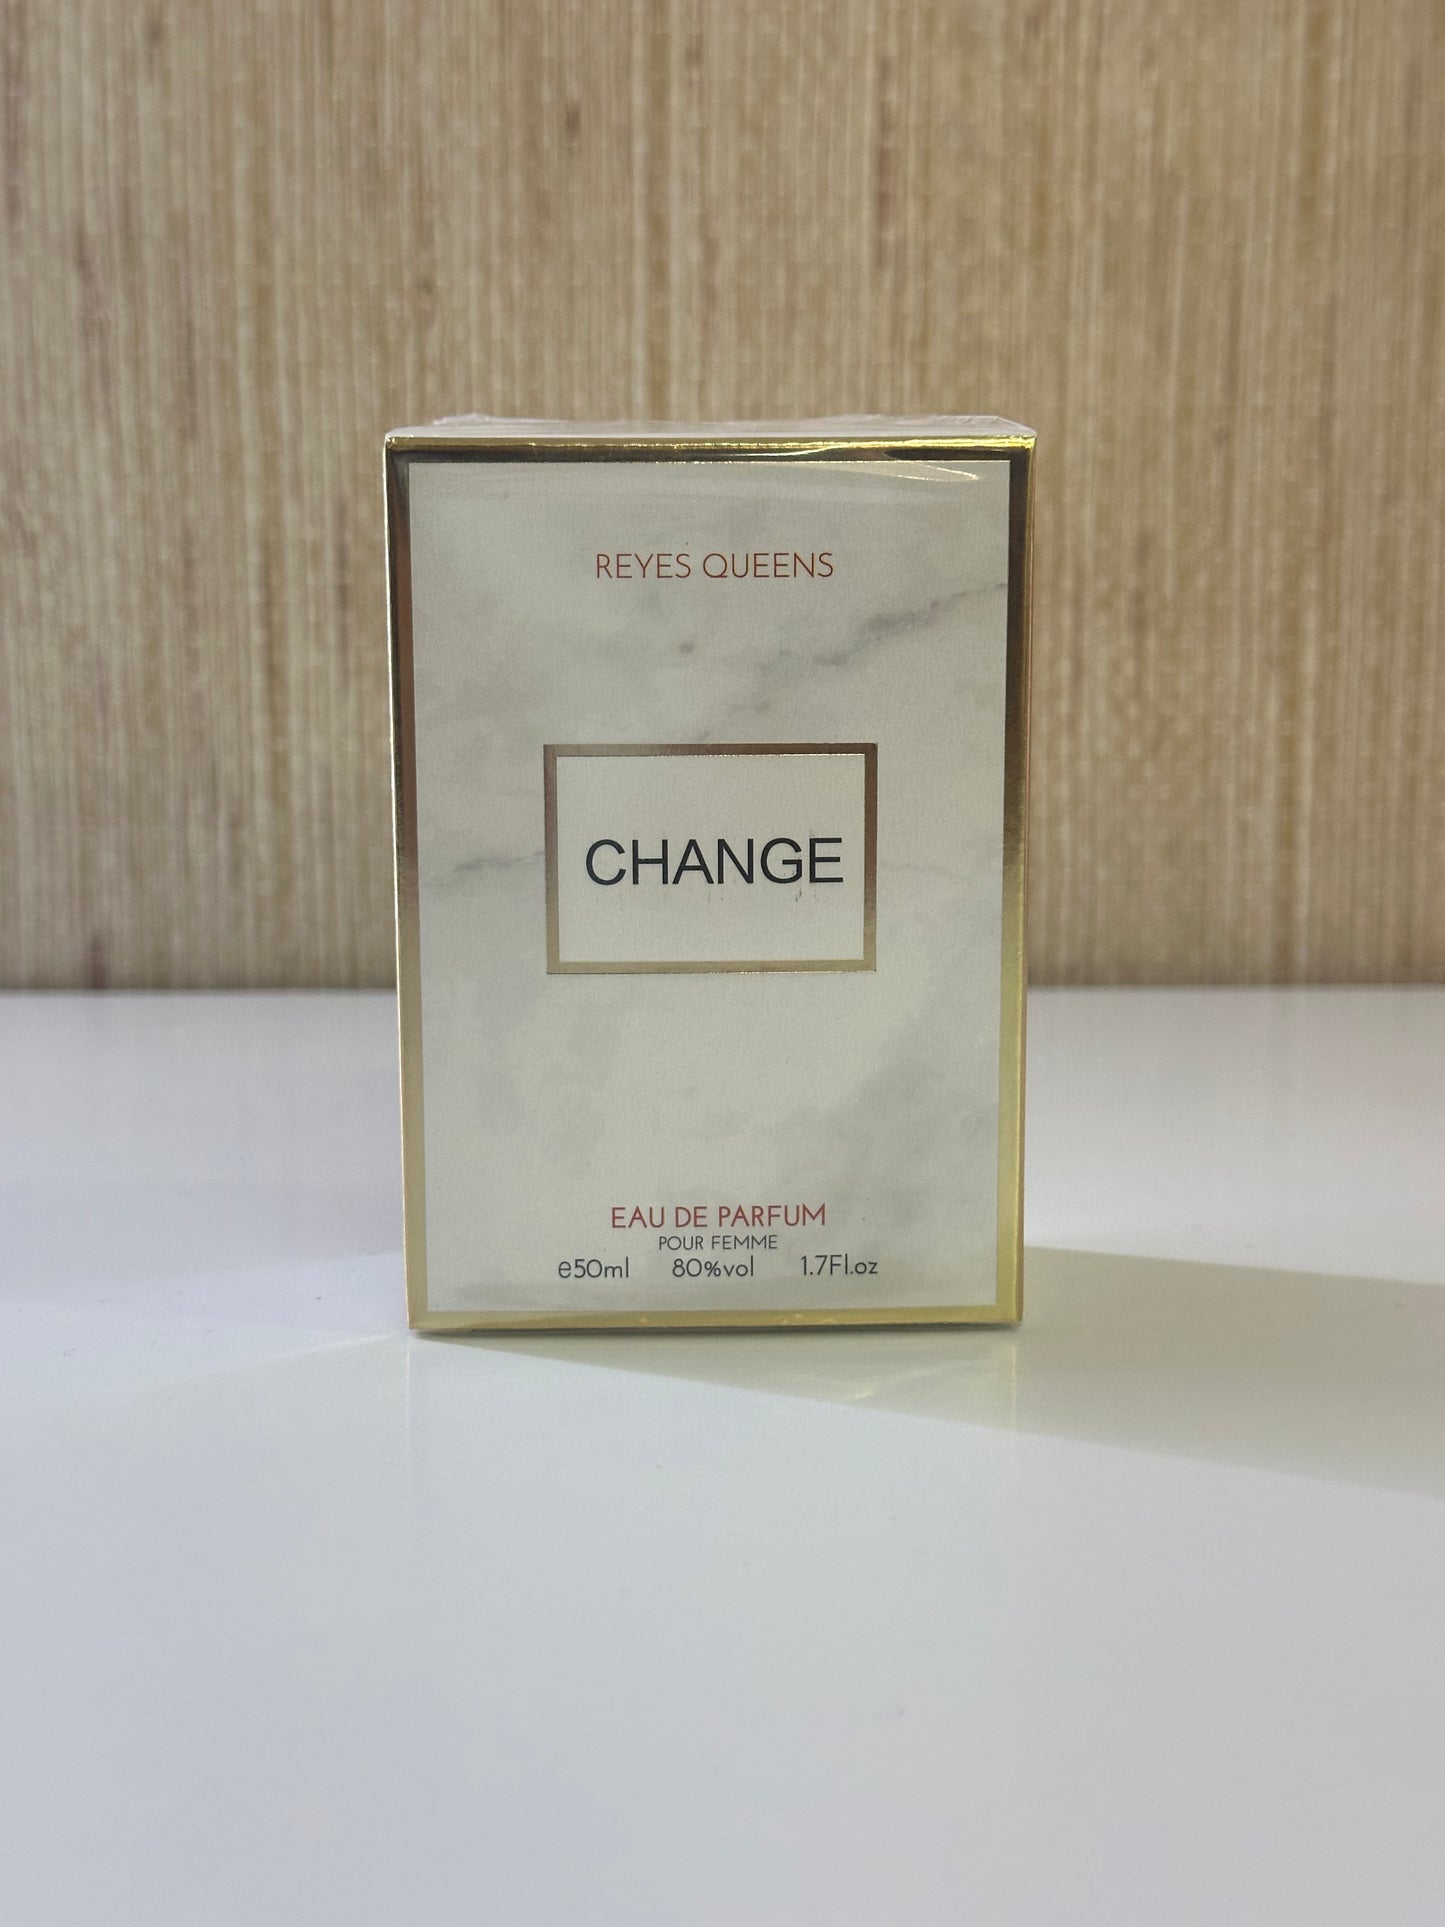 REYES QUEENS
CHANGE
EAU DE PARFUM
POUR FEMME
e50ml 80%vol 1.7Fl.oz